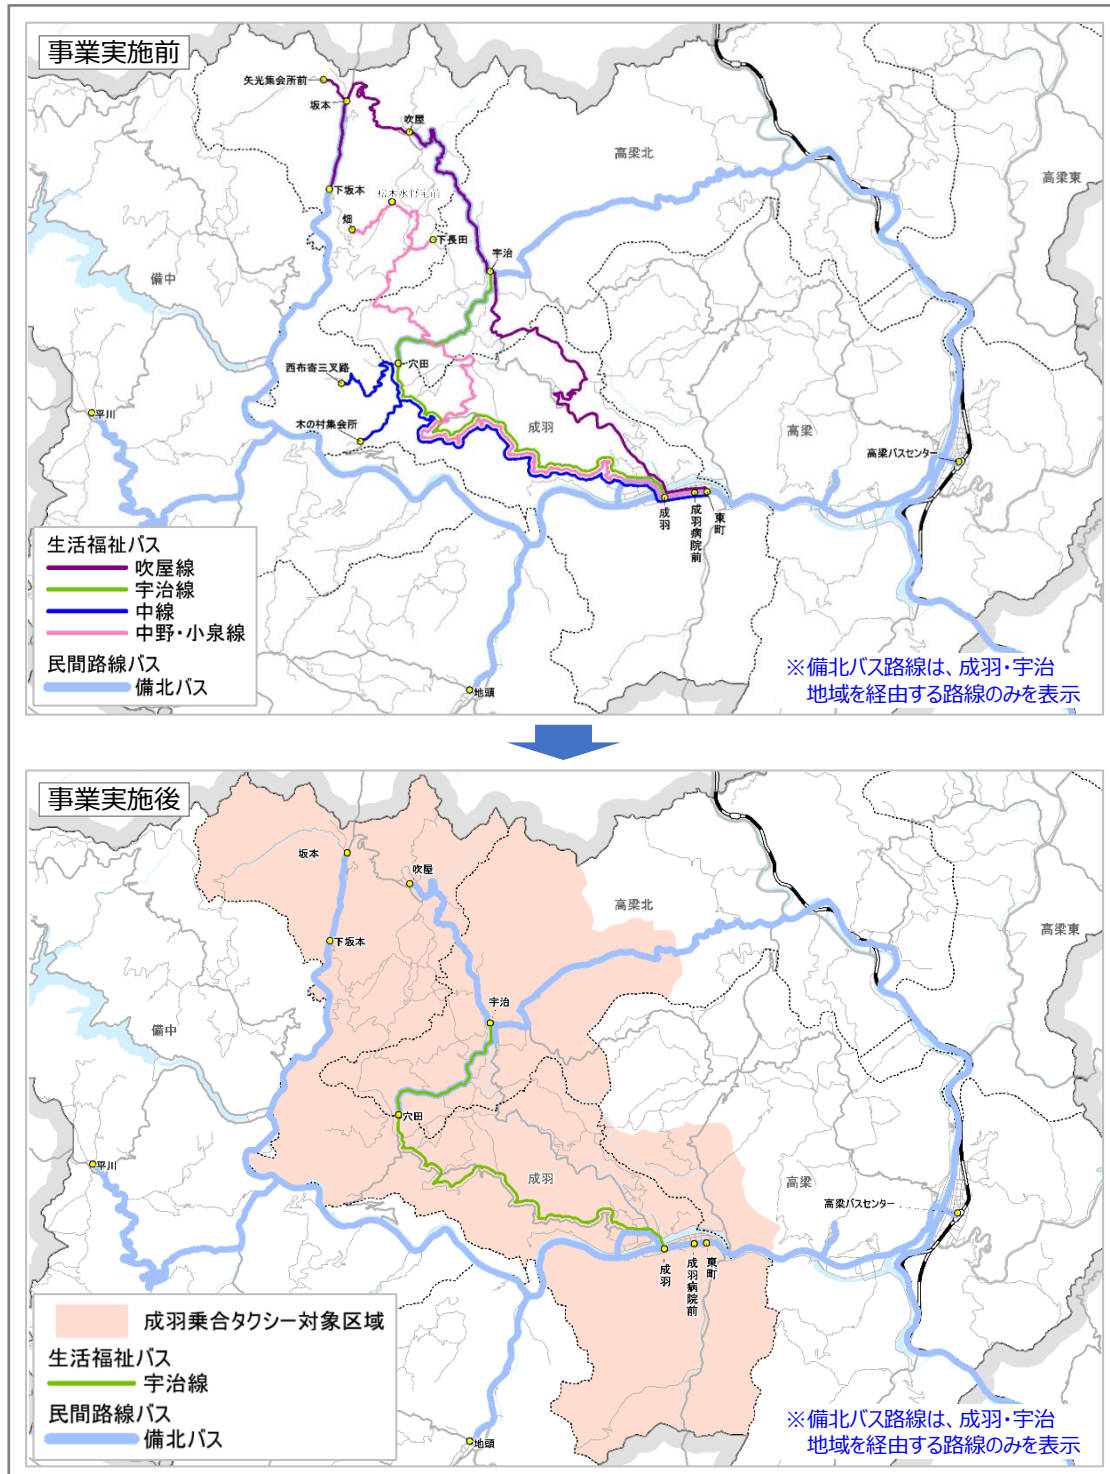 事業実施前
矢光集会所前
坂本
吹屋
高梁北
高梁東
下坂本
畑
下長田
宇治
備中
穴田
西布寄三叉路
平川
木の村集会所
成羽
高梁
高梁バスセンター
成羽
成羽病院前
東町
生活福祉バス
吹屋線
宇治線
中線
中野・小泉線
民間路線バス
備北バス
地頭
※備北バス路線は、成羽・宇治
地域を経由する路線のみを表示
事業実施後
坂本
吹屋
高梁北
高梁東
下坂本
宇治
備中
穴田
平川
成羽
高梁
高梁バスセンター
成羽
成羽病院前
東町
成羽乗合タクシー対象区域
生活福祉バス
宇治線
民間路線バス
備北バス
地頭
※備北バス路線は、成羽・宇治
地域を経由する路線のみを表示